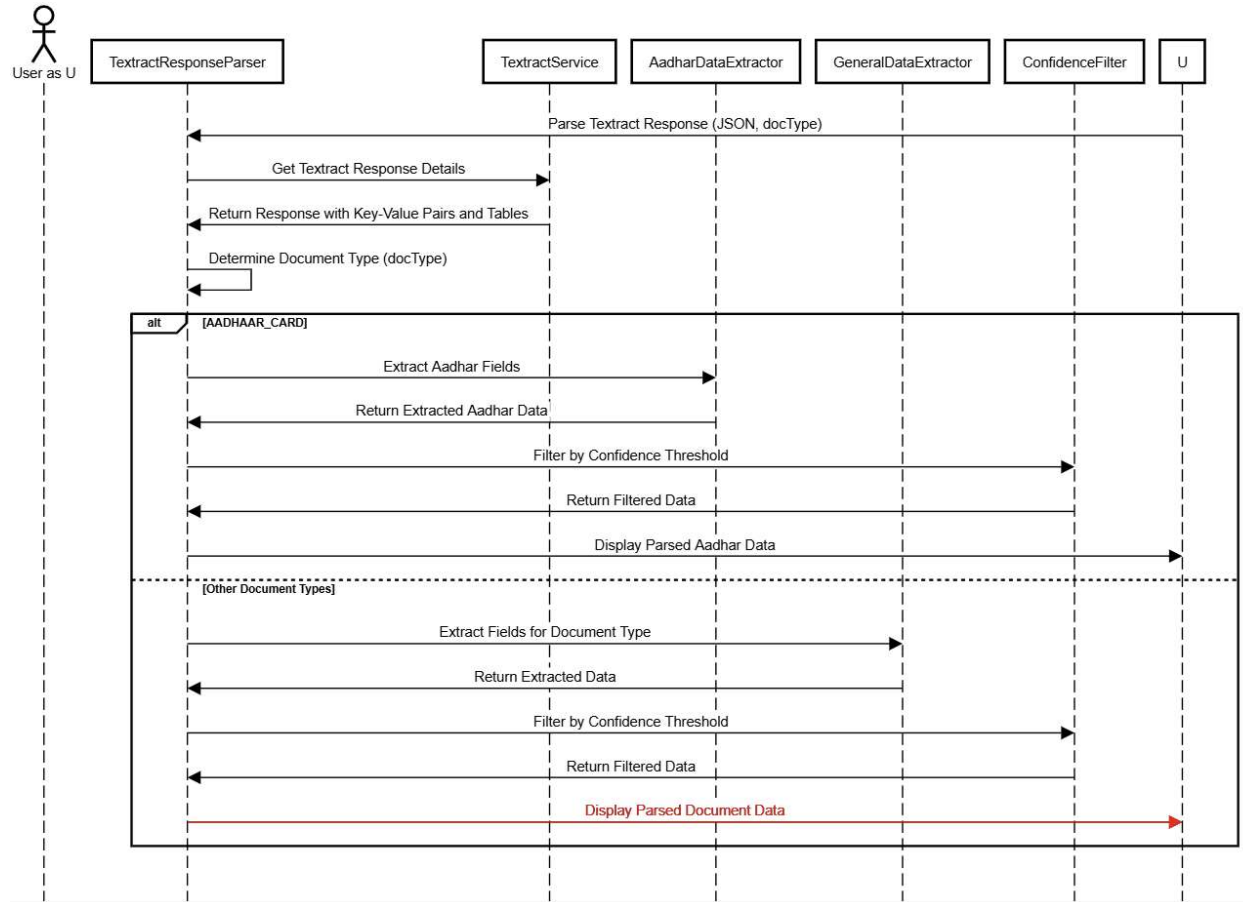 User as U
TextractResponseParser
TextractService
AadharDataExtractor
GeneralDataExtractor
ConfidenceFilter
U
Parse Textract Response (JSON, docType)
Get Textract Response Details
Return Response with Key-Value Pairs and Tables
Determine Document Type (docType)
alt
[AADHAAR_CARD]
Extract Aadhar Fields
Return Extracted Aadhar Data
Filter by Confidence Threshold
Return Filtered Data
Display Parsed Aadhar Data
[Other Document Types]
Extract Fields for Document Type
Return Extracted Data
Filter by Confidence Threshold
Return Filtered Data
Display Parsed Document Data